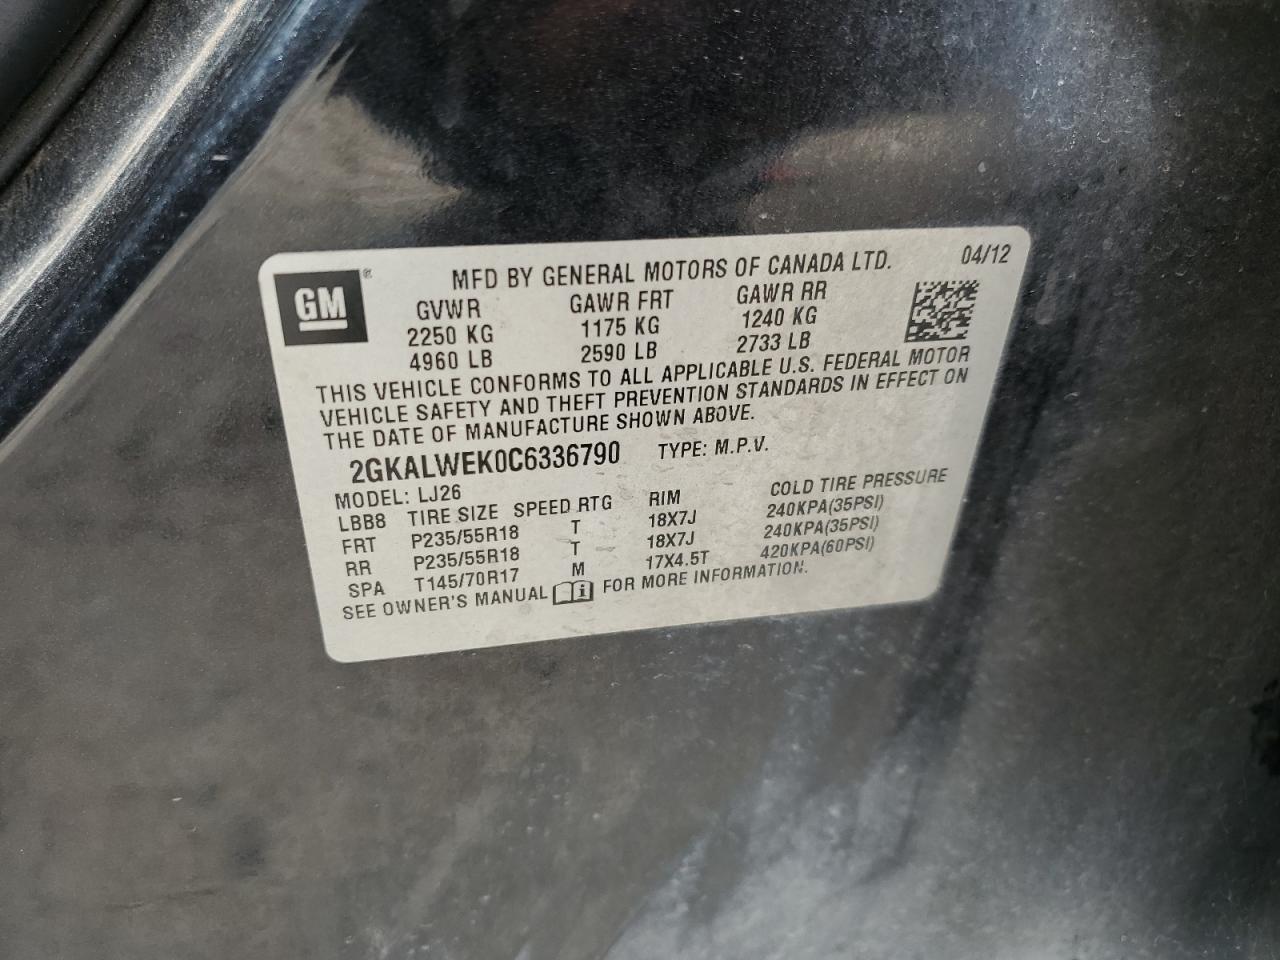 GM ® MFD BY GENERAL MOTORS OF CANADA LTD. 04/12
GVWR GAWR FRT GAWR RR
2250 KG 1175 KG 1240 KG
4960 LB 2590 LB 2733 LB
THIS VEHICLE CONFORMS TO ALL APPLICABLE U.S. FEDERAL MOTOR
VEHICLE SAFETY AND THEFT PREVENTION STANDARDS IN EFFECT ON
THE DATE OF MANUFACTURE SHOWN ABOVE.
2GKALWEK0C6336790 TYPE: M.P.V.
MODEL: LJ26
LBB8 TIRE SIZE SPEED RTG RIM COLD TIRE PRESSURE
FRT P235/55R18 T 18X7J 240KPA(35PSI)
RR P235/55R18 T 18X7J 240KPA(35PSI)
SPA T145/70R17 M 17X4.5T 420KPA(60PSI)
SEE OWNER'S MANUAL i FOR MORE INFORMATION.